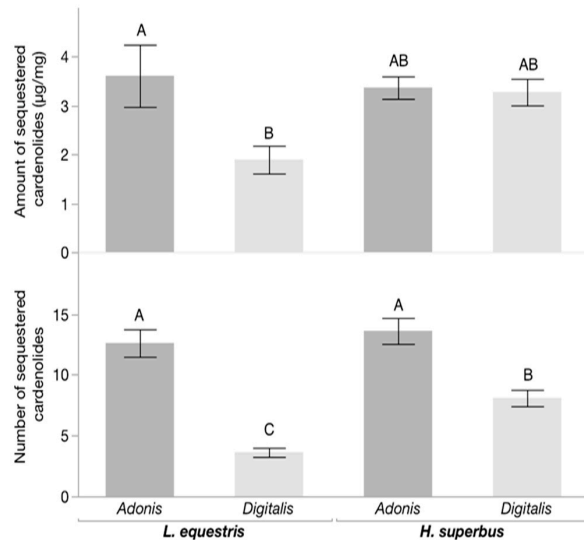 Amount of sequestered
cardenolides (µg/mg)
4
3
2
1
0
A
B
AB
AB
Number of sequestered
cardenolides
15
10
5
0
A
C
A
B
Adonis Digitalis Adonis Digitalis
L. equestris H. superbus